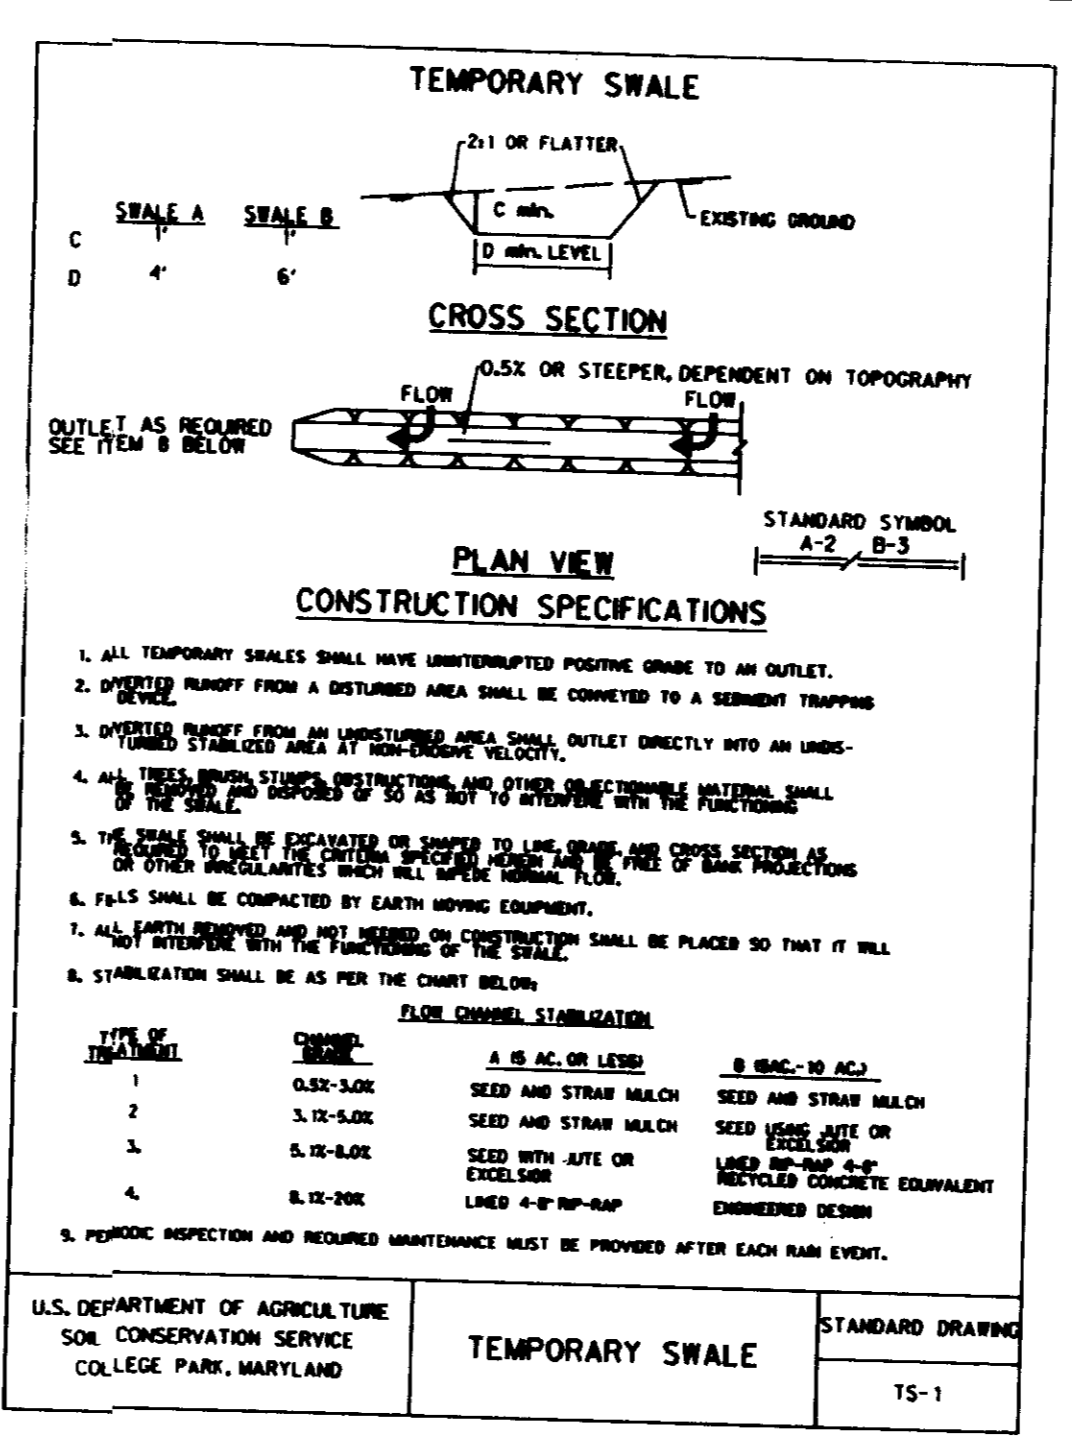 TEMPORARY SWALE
2:1 OR FLATTER
SWALE A SWALE B
C 1' 1'
D 4' 6'
C min.
EXISTING GROUND
D min. LEVEL
CROSS SECTION
0.5% OR STEEPER, DEPENDENT ON TOPOGRAPHY
FLOW FLOW
OUTLET AS REQUIRED
SEE ITEM 8 BELOW
STANDARD SYMBOL
A-2 B-3
PLAN VIEW
CONSTRUCTION SPECIFICATIONS
1. ALL TEMPORARY SWALES SHALL HAVE UNINTERRUPTED POSITIVE GRADE TO AN OUTLET.
2. DIVERTED RUNOFF FROM A DISTURBED AREA SHALL BE CONVEYED TO A SEDIMENT TRAPPING
DEVICE.
3. DIVERTED RUNOFF FROM AN UNDISTURBED AREA SHALL OUTLET DIRECTLY INTO AN UNDIS-
TURBED STABILIZED AREA AT NON-EROSIVE VELOCITY.
4. ALL TREES, BRUSH, STUMPS, OBSTRUCTIONS, AND OTHER OBJECTIONABLE MATERIAL SHALL
BE REMOVED AND DISPOSED OF SO AS NOT TO INTERFERE WITH THE FUNCTIONING
OF THE SWALE.
5. THE SWALE SHALL BE EXCAVATED OR SHAPED TO LINE, GRADE, AND CROSS SECTION AS
REQUIRED TO MEET THE CRITERIA SPECIFIED HEREIN AND BE FREE OF BANK PROJECTIONS
OR OTHER IRREGULARITIES WHICH WILL IMPEDE NORMAL FLOW.
6. FILLS SHALL BE COMPACTED BY EARTH MOVING EQUIPMENT.
7. ALL EARTH REMOVED AND NOT NEEDED ON CONSTRUCTION SHALL BE PLACED SO THAT IT WILL
NOT INTERFERE WITH THE FUNCTIONING OF THE SWALE.
8. STABILIZATION SHALL BE AS PER THE CHART BELOW:
FLOW CHANNEL STABILIZATION
TYPE OF CHANNEL
TREATMENT GRADE A (5 AC. OR LESS) B (5AC.-10 AC.)
1 0.5%-3.0% SEED AND STRAW MULCH SEED AND STRAW MULCH
2 3.1%-5.0% SEED AND STRAW MULCH SEED USING JUTE OR
EXCELSIOR
3. 5.1%-8.0% SEED WITH JUTE OR LINED RIP-RAP 4-8"
EXCELSIOR RECYCLED CONCRETE EQUIVALENT
4. 8.1%-20% LINED 4-8" RIP-RAP ENGINEERED DESIGN
9. PERIODIC INSPECTION AND REQUIRED MAINTENANCE MUST BE PROVIDED AFTER EACH RAIN EVENT.
U.S. DEPARTMENT OF AGRICULTURE
SOIL CONSERVATION SERVICE
COLLEGE PARK, MARYLAND
TEMPORARY SWALE
STANDARD DRAWING
TS-1